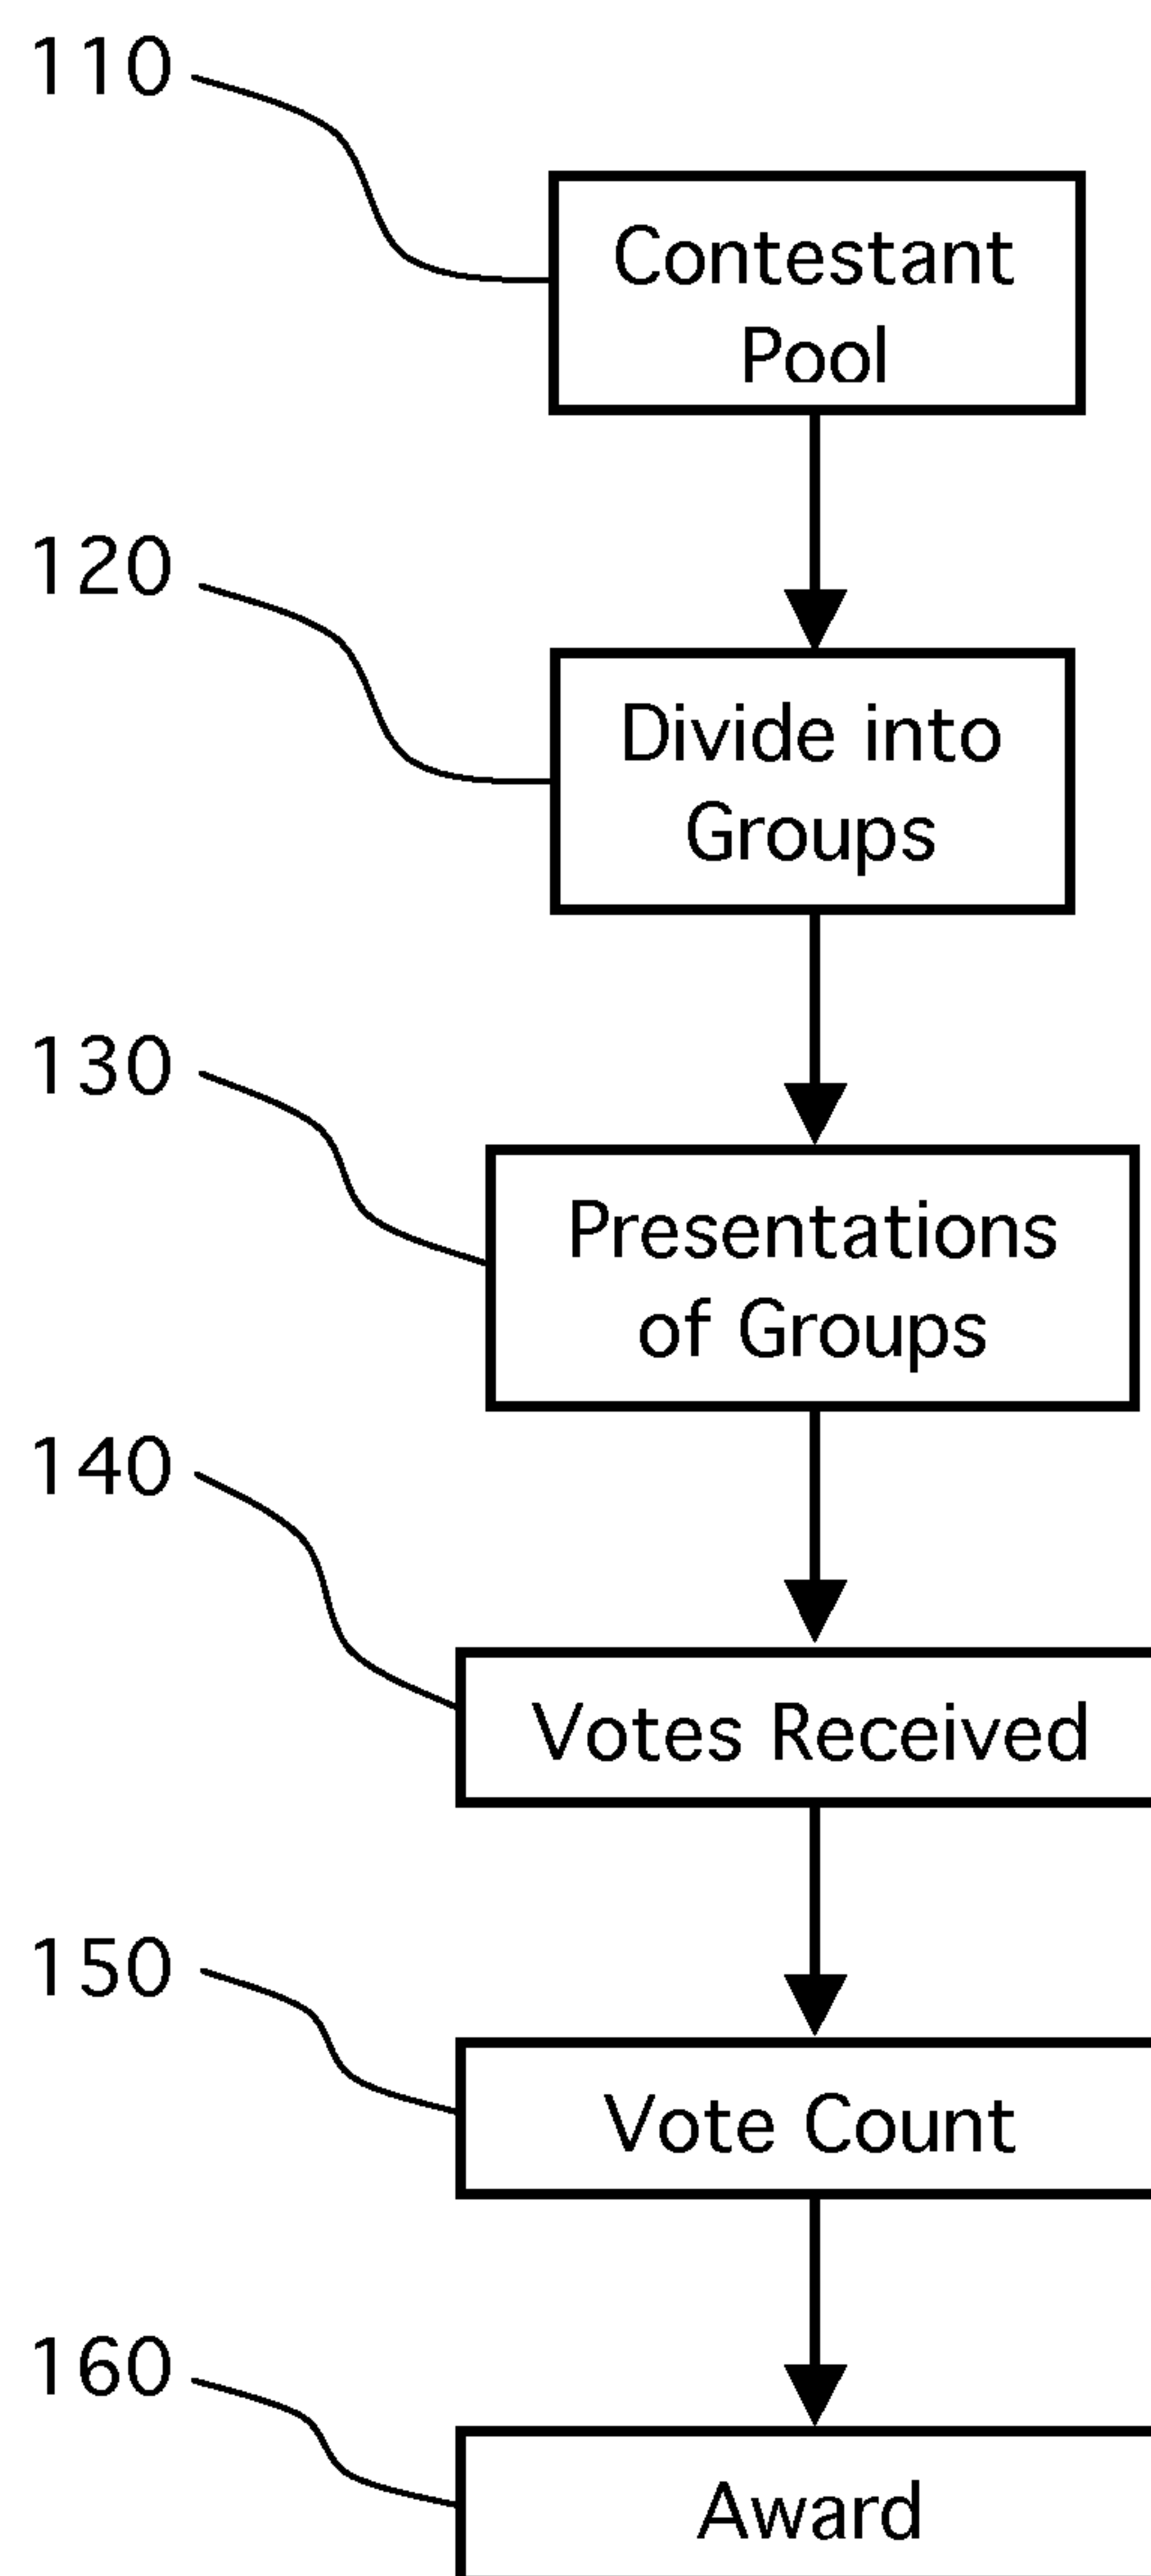 110
Contestant
Pool
120
Divide into
Groups
130
Presentations
of Groups
140
Votes Received
150
Vote Count
160
Award